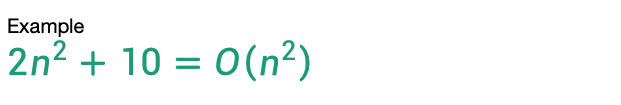 Example
2n² + 10 = O(n²)